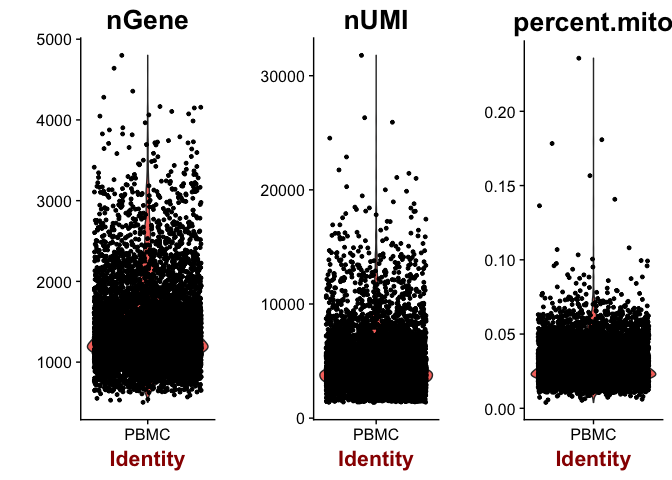 nGene
5000
4000
3000
2000
1000
PBMC
Identity
nUMI
30000
20000
10000
0
PBMC
Identity
percent.mito
0.20
0.15
0.10
0.05
0.00
PBMC
Identity